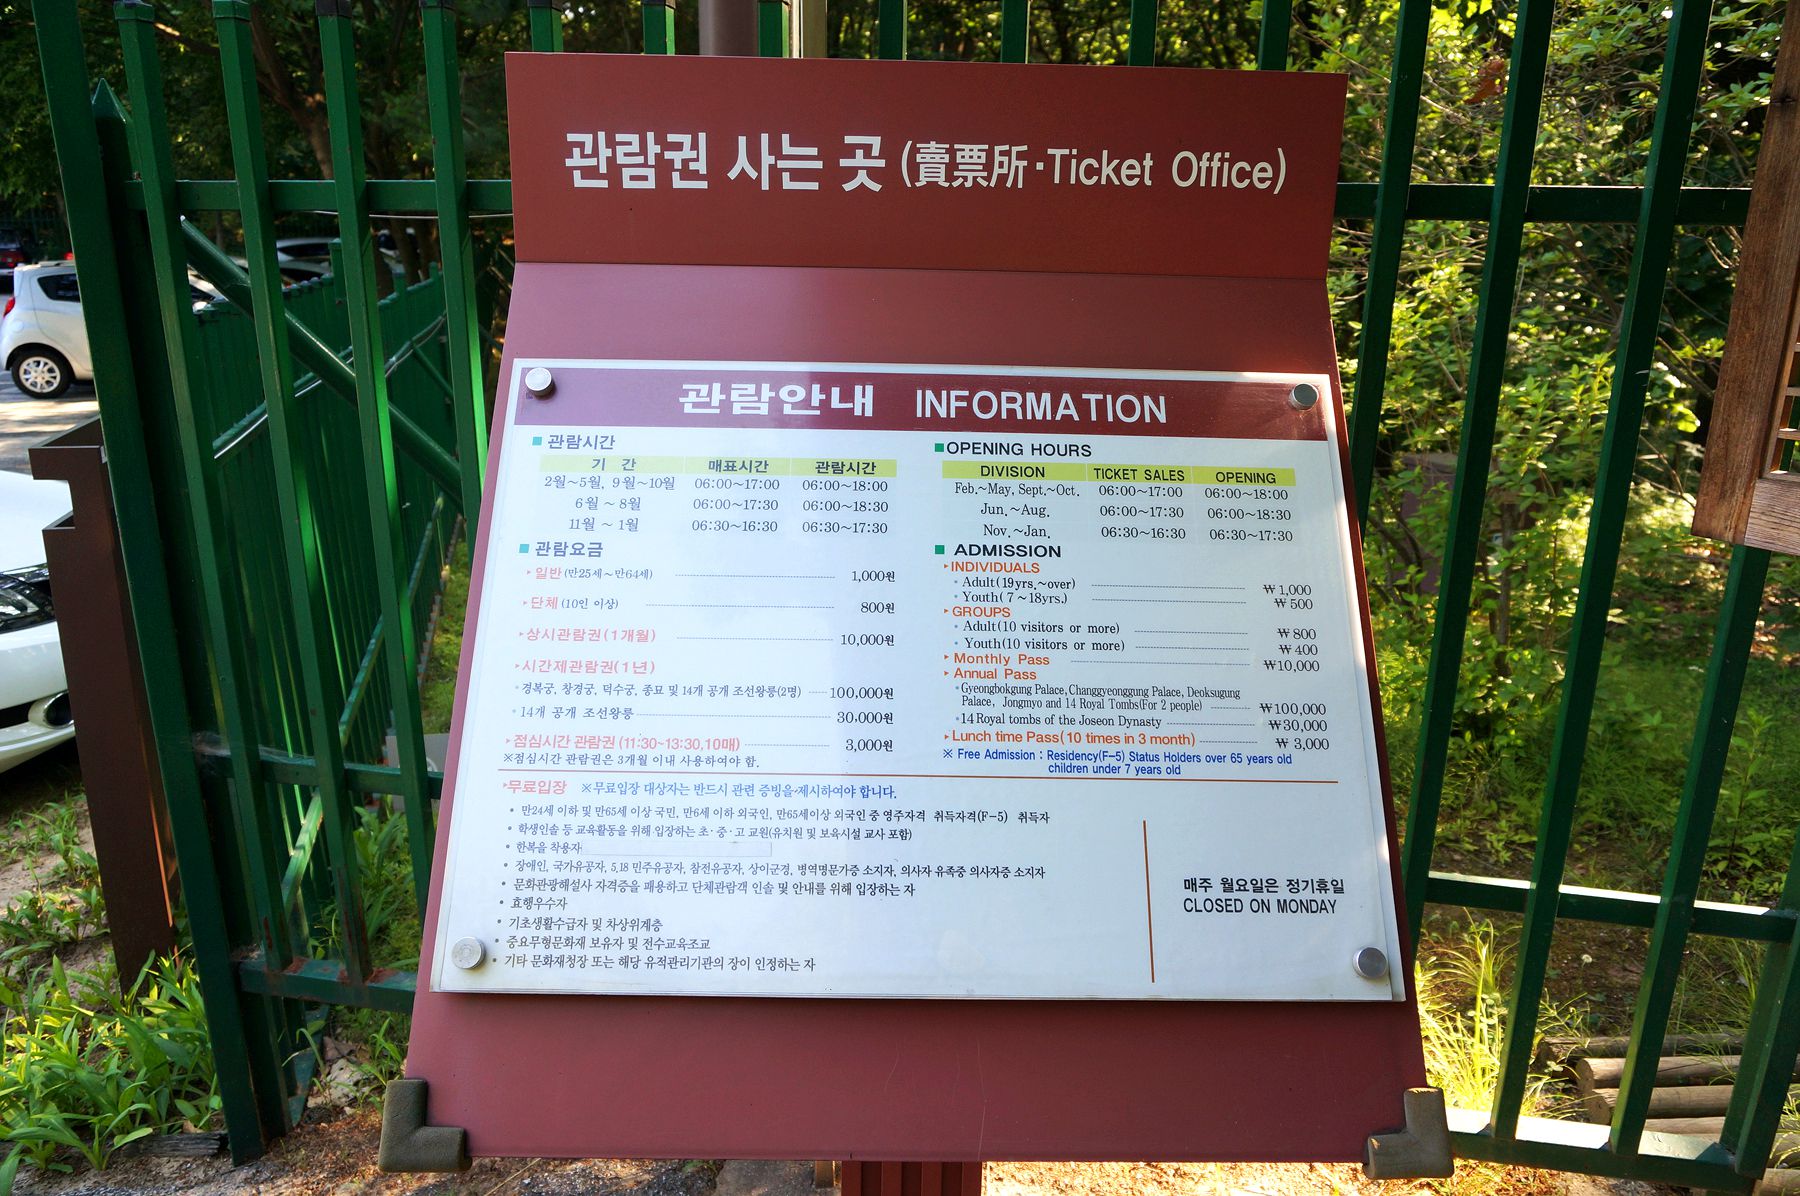 관람권 사는 곳 (賣票所·Ticket Office)
관람안내 INFORMATION
■ 관람시간
기 간 매표시간 관람시간
2월~5월, 9월~10월 06:00~17:00 06:00~18:00
6월 ~ 8월 06:00~17:30 06:00~18:30
11월 ~ 1월 06:30~16:30 06:30~17:30
■ 관람요금
▸일반 (만25세~만64세) 1,000원
▸단체 (10인 이상) 800원
▸상시관람권(1개월) 10,000원
▸시간제관람권(1년)
• 경복궁, 창경궁, 덕수궁, 종묘 및 14개 공개 조선왕릉(2명) 100,000원
• 14개 공개 조선왕릉 30,000원
▸점심시간 관람권 (11:30~13:30,10매) 3,000원
※점심시간 관람권은 3개월 이내 사용하여야 함.
■ OPENING HOURS
DIVISION TICKET SALES OPENING
Feb.~May, Sept.~Oct. 06:00~17:00 06:00~18:00
Jun. ~Aug. 06:00~17:30 06:00~18:30
Nov. ~Jan. 06:30~16:30 06:30~17:30
■ ADMISSION
▸INDIVIDUALS
• Adult(19yrs.~over) ₩1,000
• Youth( 7 ~ 18yrs.) ₩ 500
▸GROUPS
• Adult(10 visitors or more) ₩ 800
• Youth(10 visitors or more) ₩ 400
▸Monthly Pass ₩10,000
▸Annual Pass
• Gyeongbokgung Palace, Changgyeonggung Palace, Deoksugung
Palace, Jongmyo and 14 Royal Tombs(For 2 people) ₩100,000
• 14 Royal tombs of the Joseon Dynasty ₩30,000
▸Lunch time Pass(10 times in 3 month) ₩ 3,000
※ Free Admission : Residency(F-5) Status Holders over 65 years old
children under 7 years old
▸무료입장 ※무료입장 대상자는 반드시 관련 증빙을 제시하여야 합니다.
• 만24세 이하 및 만65세 이상 국민, 만6세 이하 외국인, 만65세이상 외국인 중 영주자격 취득자격(F-5) 취득자
• 학생인솔 등 교육활동을 위해 입장하는 초·중·고 교원(유치원 및 보육시설 교사 포함)
• 한복을 착용자
• 장애인, 국가유공자, 5.18 민주유공자, 참전유공자, 상이군경, 병역명문가증 소지자, 의사자 유족증 의사자증 소지자
• 문화관광해설사 자격증을 패용하고 단체관람객 인솔 및 안내를 위해 입장하는 자
• 효행우수자
• 기초생활수급자 및 차상위계층
• 중요무형문화재 보유자 및 전수교육조교
• 기타 문화재청장 또는 해당 유적관리기관의 장이 인정하는 자
매주 월요일은 정기휴일
CLOSED ON MONDAY